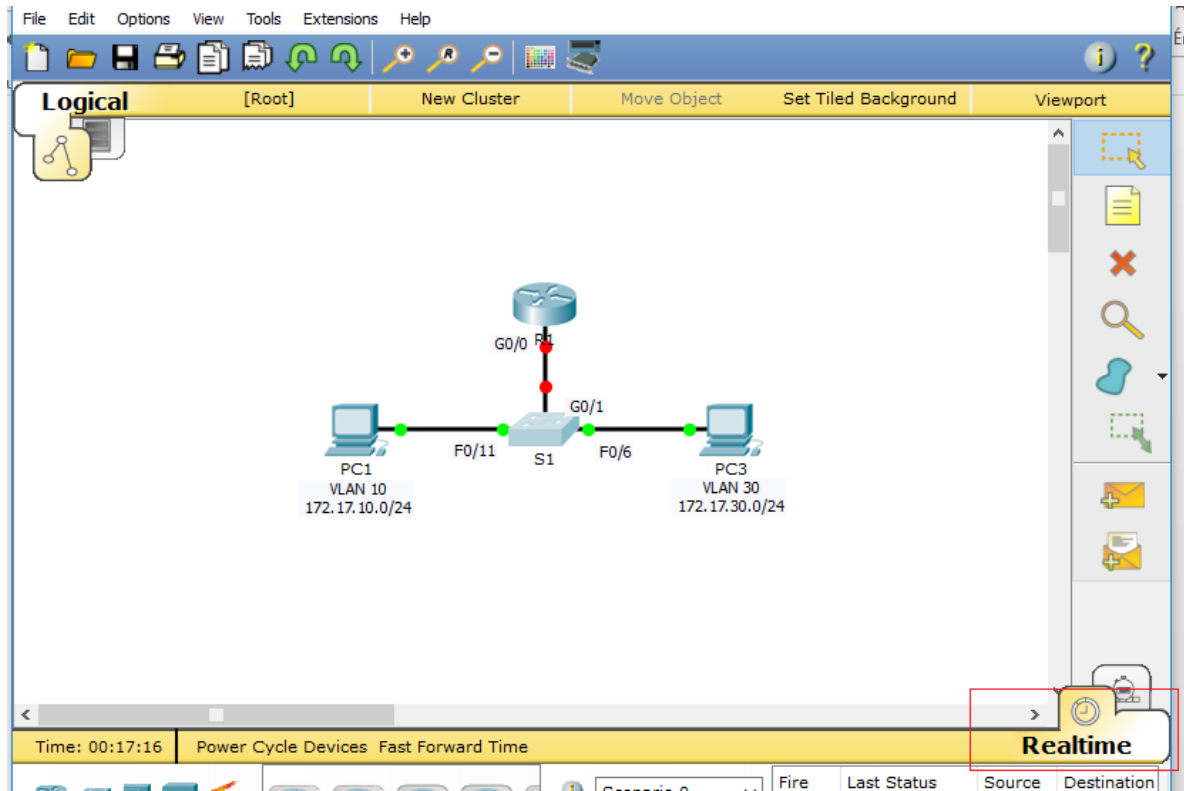 File Edit Options View Tools Extensions Help
Logical [Root] New Cluster Move Object Set Tiled Background Viewport
G0/0 R1
G0/1
F0/11 S1 F0/6
PC1
VLAN 10
172.17.10.0/24
PC3
VLAN 30
172.17.30.0/24
Time: 00:17:16 Power Cycle Devices Fast Forward Time Realtime
Fire Last Status Source Destination